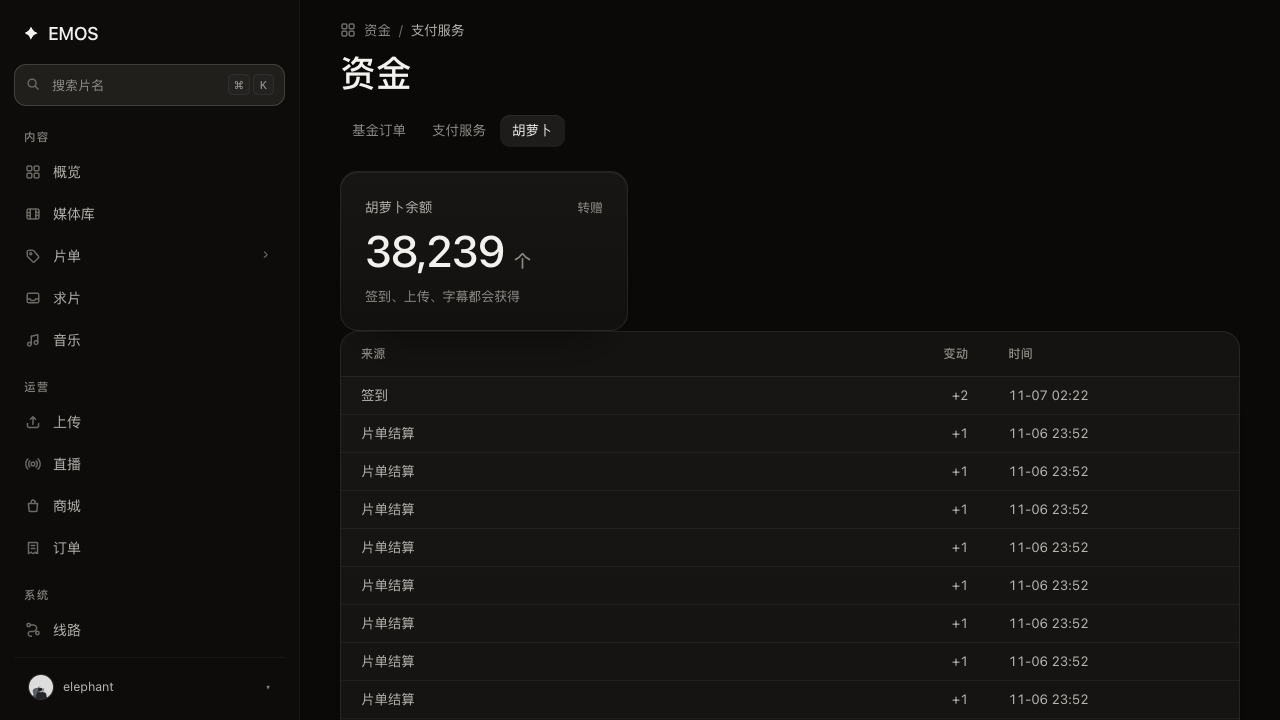 EMOS
搜索片名 ⌘ K
内容
概览
媒体库
片单
求片
音乐
运营
上传
直播
商城
订单
系统
线路
elephant
资金 / 支付服务
资金
基金订单 支付服务 胡萝卜
胡萝卜余额 转赠
38,239 个
签到、上传、字幕都会获得
来源 变动 时间
签到 +2 11-07 02:22
片单结算 +1 11-06 23:52
片单结算 +1 11-06 23:52
片单结算 +1 11-06 23:52
片单结算 +1 11-06 23:52
片单结算 +1 11-06 23:52
片单结算 +1 11-06 23:52
片单结算 +1 11-06 23:52
片单结算 +1 11-06 23:52